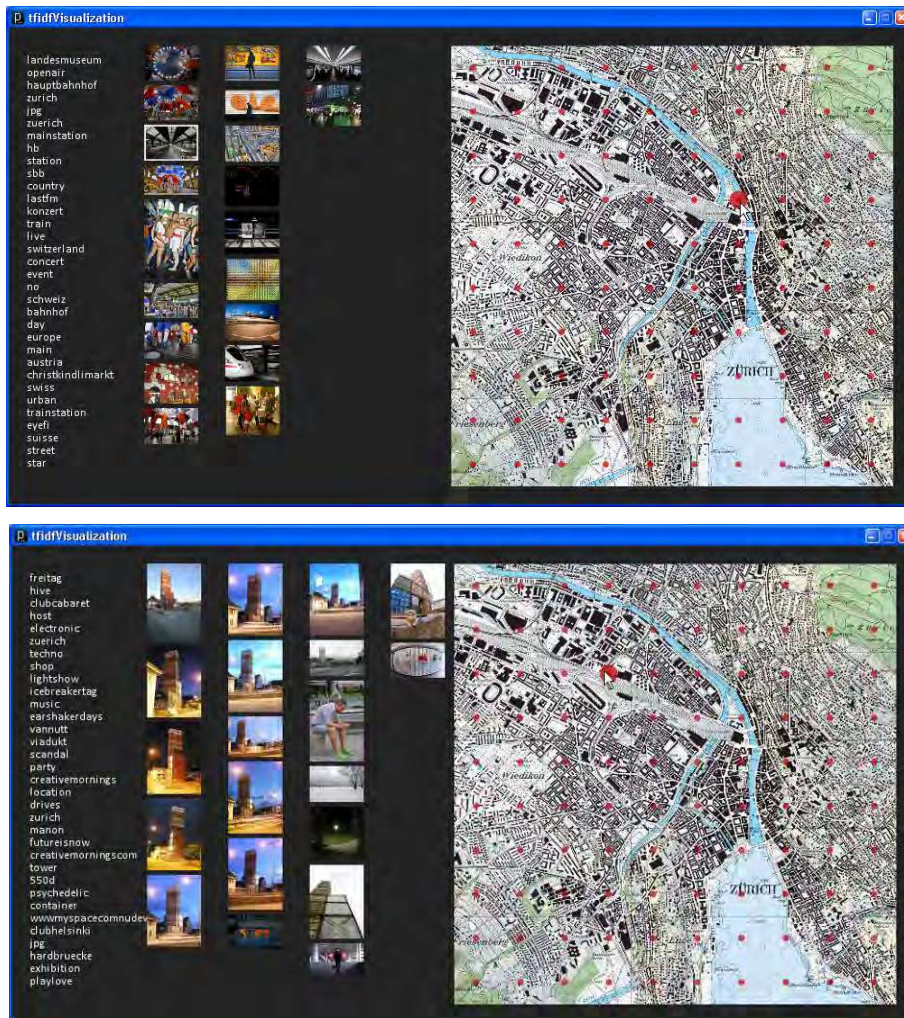 tfidfVisualization
landesmuseum
openair
hauptbahnhof
zurich
jpg
zuerich
mainstation
hb
station
sbb
country
lastfm
konzert
train
live
switzerland
concert
event
no
schweiz
bahnhof
day
europe
main
austria
christkindlimarkt
swiss
urban
trainstation
eyefi
suisse
street
star
Wiedikon
ZÜRICH
riesenberg
tfidfVisualization
freitag
hive
clubcabaret
host
electronic
zuerich
techno
shop
lightshow
icebreakertag
music
earshakerdays
vannutt
viadukt
scandal
party
creativemornings
location
drives
zurich
manon
futureisnow
creativemorningscom
tower
550d
psychedelic
container
wwwmyspacecomnudev
clubhelsinki
jpg
hardbruecke
exhibition
playlove
Wiedikon
ZÜRICH
riesenberg